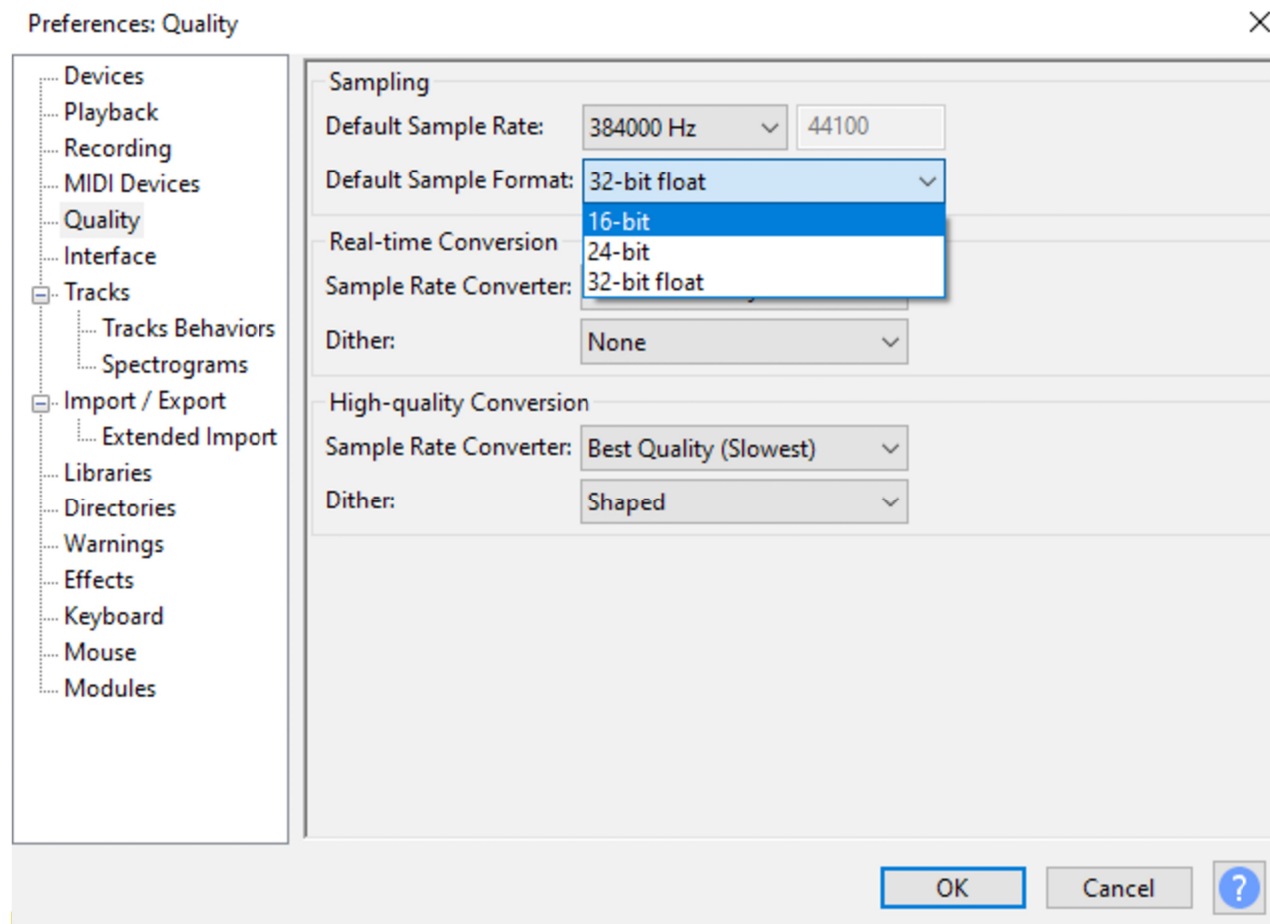 Preferences: Quality
Devices
Playback
Recording
MIDI Devices
Quality
Interface
Tracks
Tracks Behaviors
Spectrograms
Import / Export
Extended Import
Libraries
Directories
Warnings
Effects
Keyboard
Mouse
Modules
Sampling
Default Sample Rate: 384000 Hz 44100
Default Sample Format: 32-bit float
16-bit
24-bit
32-bit float
Real-time Conversion
Sample Rate Converter:
Dither: None
High-quality Conversion
Sample Rate Converter: Best Quality (Slowest)
Dither: Shaped
OK Cancel ?